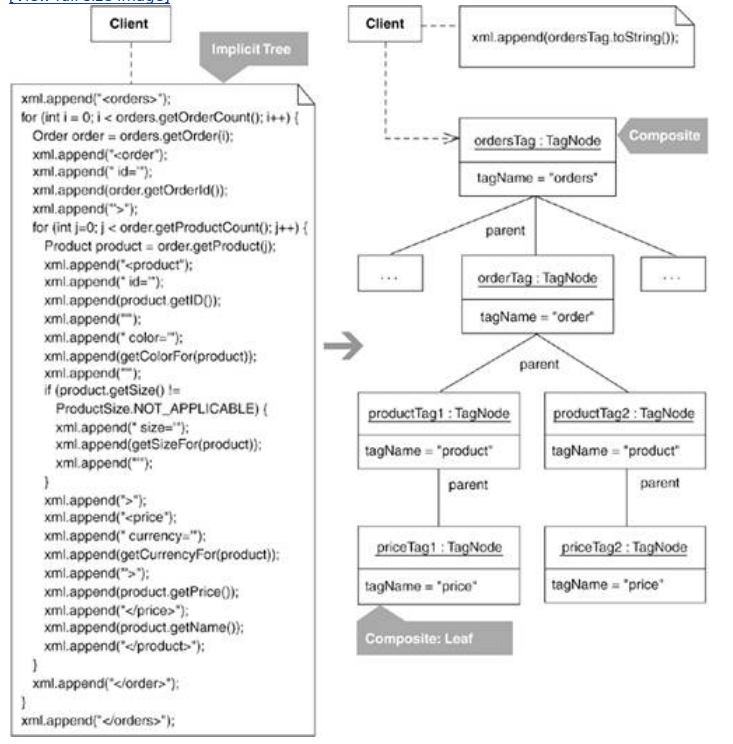 [View full size image]
Client
Implicit Tree
xml.append("<orders>");
for (int i = 0; i < orders.getOrderCount(); i++) {
Order order = orders.getOrder(i);
xml.append("<order");
xml.append(" id='");
xml.append(order.getOrderId());
xml.append("'>");
for (int j=0; j < order.getProductCount(); j++) {
Product product = order.getProduct(j);
xml.append("<product");
xml.append(" id='");
xml.append(product.getID());
xml.append("'");
xml.append(" color='");
xml.append(getColorFor(product));
xml.append("'");
if (product.getSize() !=
ProductSize.NOT_APPLICABLE) {
xml.append(" size='");
xml.append(getSizeFor(product));
xml.append("'");
}
xml.append(">");
xml.append("<price");
xml.append(" currency='");
xml.append(getCurrencyFor(product));
xml.append("'>");
xml.append(product.getPrice());
xml.append("</price>");
xml.append(product.getName());
xml.append("</product>");
}
xml.append("</order>");
}
xml.append("</orders>");
Client
xml.append(ordersTag.toString());
ordersTag : TagNode
Composite
tagName = "orders"
parent
. . .
orderTag : TagNode
. . .
tagName = "order"
parent
productTag1 : TagNode
productTag2 : TagNode
tagName = "product"
tagName = "product"
parent
parent
priceTag1 : TagNode
priceTag2 : TagNode
tagName = "price"
tagName = "price"
Composite: Leaf